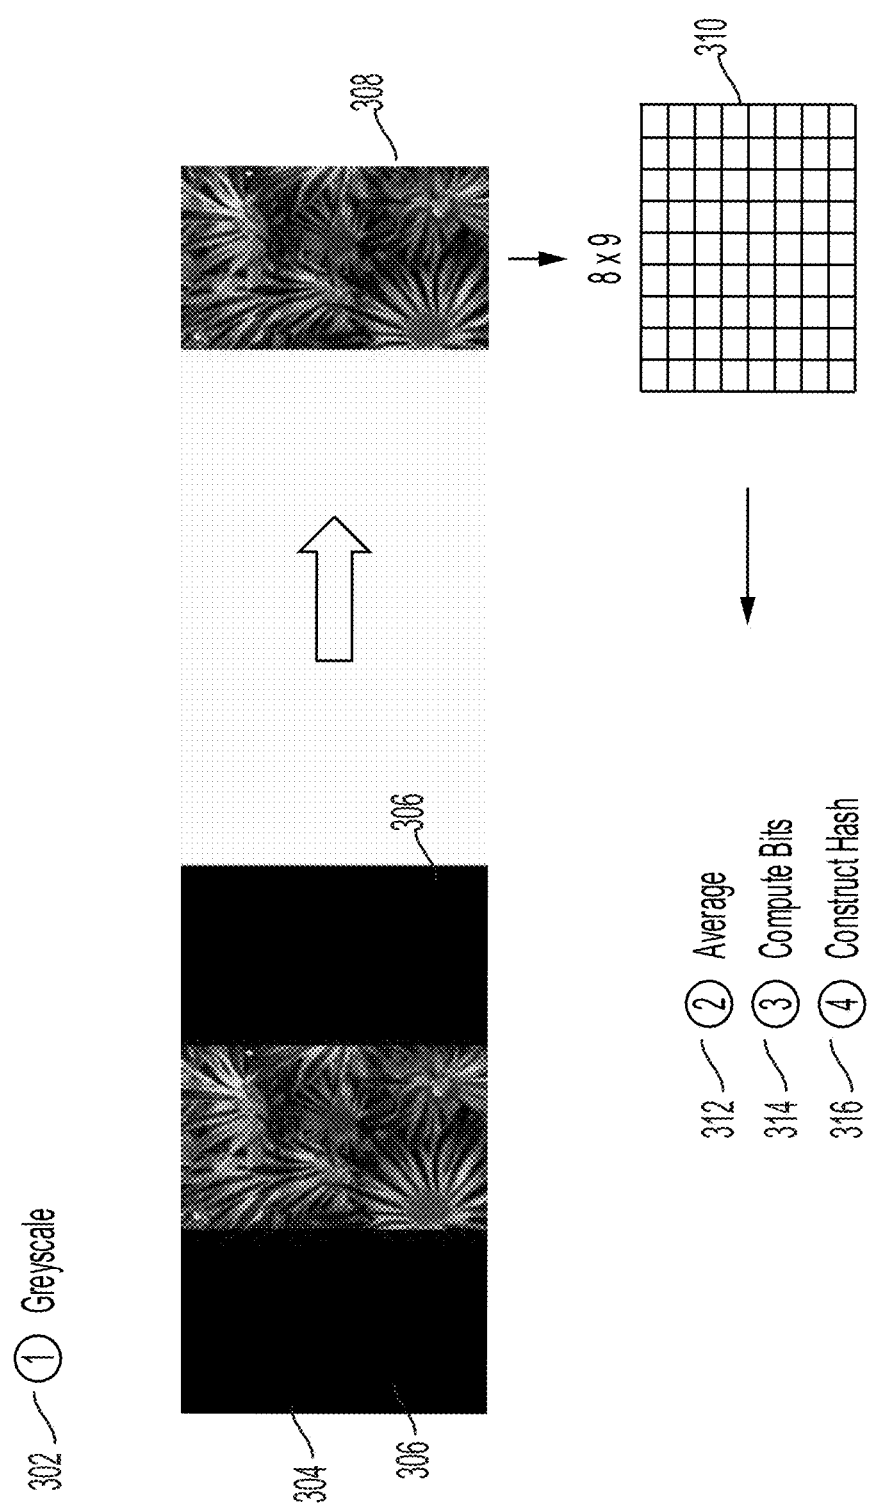 302 1 Greyscale
304
306
306
308
8 x 9
310
312 2 Average
314 3 Compute Bits
316 4 Construct Hash